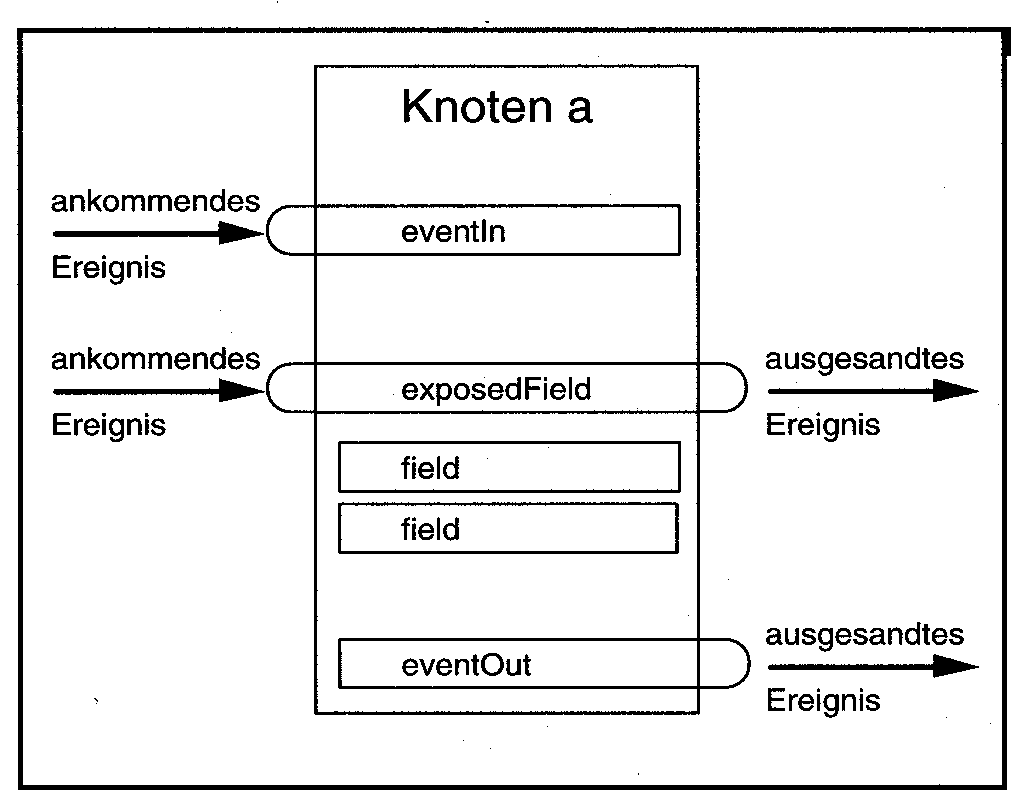 Knoten a
ankommendes
Ereignis
eventIn
ankommendes
Ereignis
exposedField
ausgesandtes
Ereignis
field
field
eventOut
ausgesandtes
Ereignis